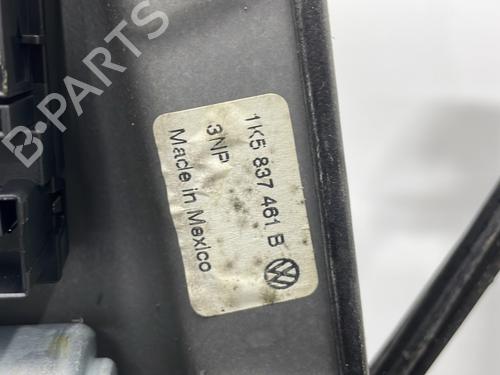 1K5 837 461 B
3NP
Made in Mexico
B-PARTS